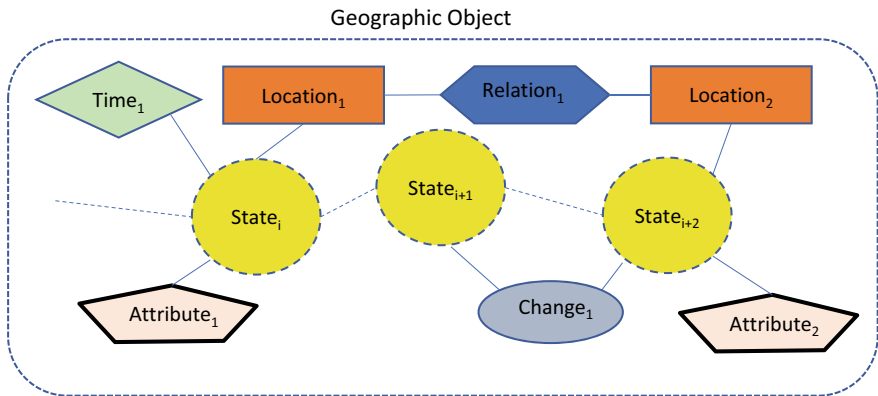 Geographic Object
Time₁
Location₁
Relation₁
Location₂
Stateᵢ
Stateᵢ₊₁
Stateᵢ₊₂
Attribute₁
Change₁
Attribute₂